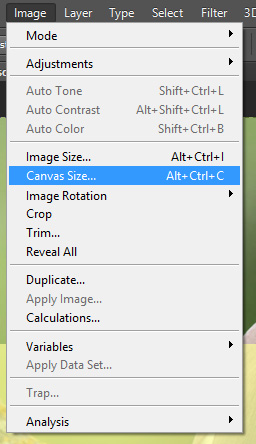 Image Layer Type Select Filter 3D
Mode
Adjustments
Auto Tone Shift+Ctrl+L
Auto Contrast Alt+Shift+Ctrl+L
Auto Color Shift+Ctrl+B
Image Size... Alt+Ctrl+I
Canvas Size... Alt+Ctrl+C
Image Rotation
Crop
Trim...
Reveal All
Duplicate...
Apply Image...
Calculations...
Variables
Apply Data Set...
Trap...
Analysis